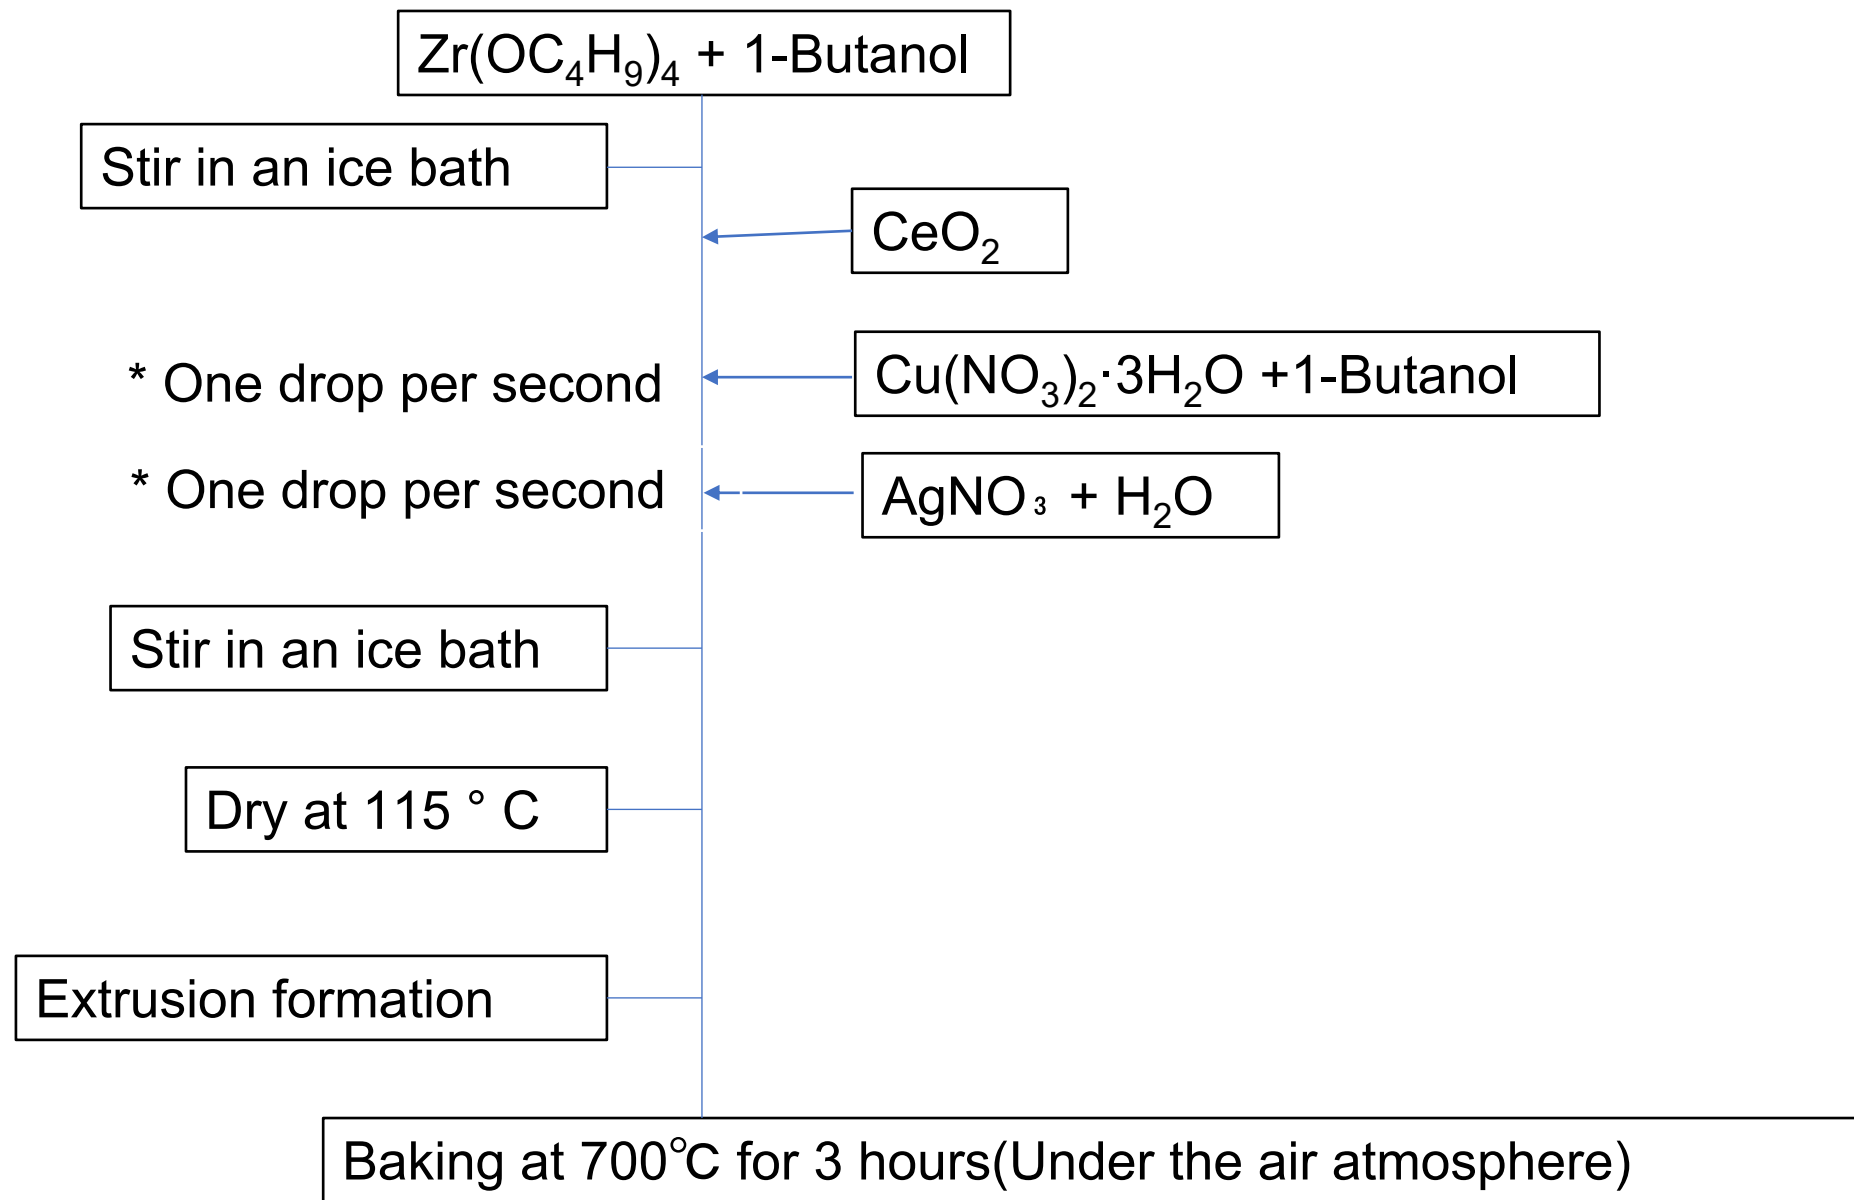 Zr(OC₄H₉)₄ + 1-Butanol
Stir in an ice bath
CeO₂
Cu(NO₃)₂·3H₂O +1-Butanol
* One drop per second
AgNO₃ + H₂O
* One drop per second
Stir in an ice bath
Dry at 115 ° C
Extrusion formation
Baking at 700℃ for 3 hours(Under the air atmosphere)